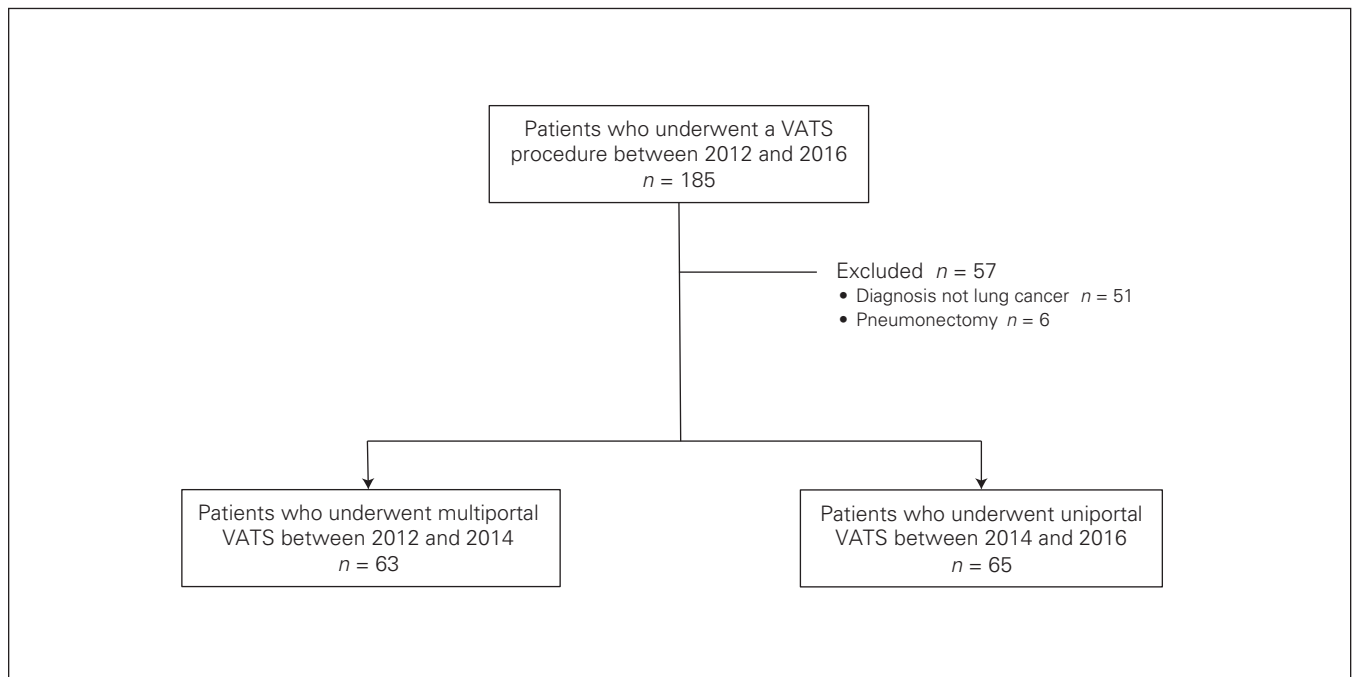 Patients who underwent a VATS
procedure between 2012 and 2016
n = 185
Excluded n = 57
• Diagnosis not lung cancer n = 51
• Pneumonectomy n = 6
Patients who underwent multiportal
VATS between 2012 and 2014
n = 63
Patients who underwent uniportal
VATS between 2014 and 2016
n = 65